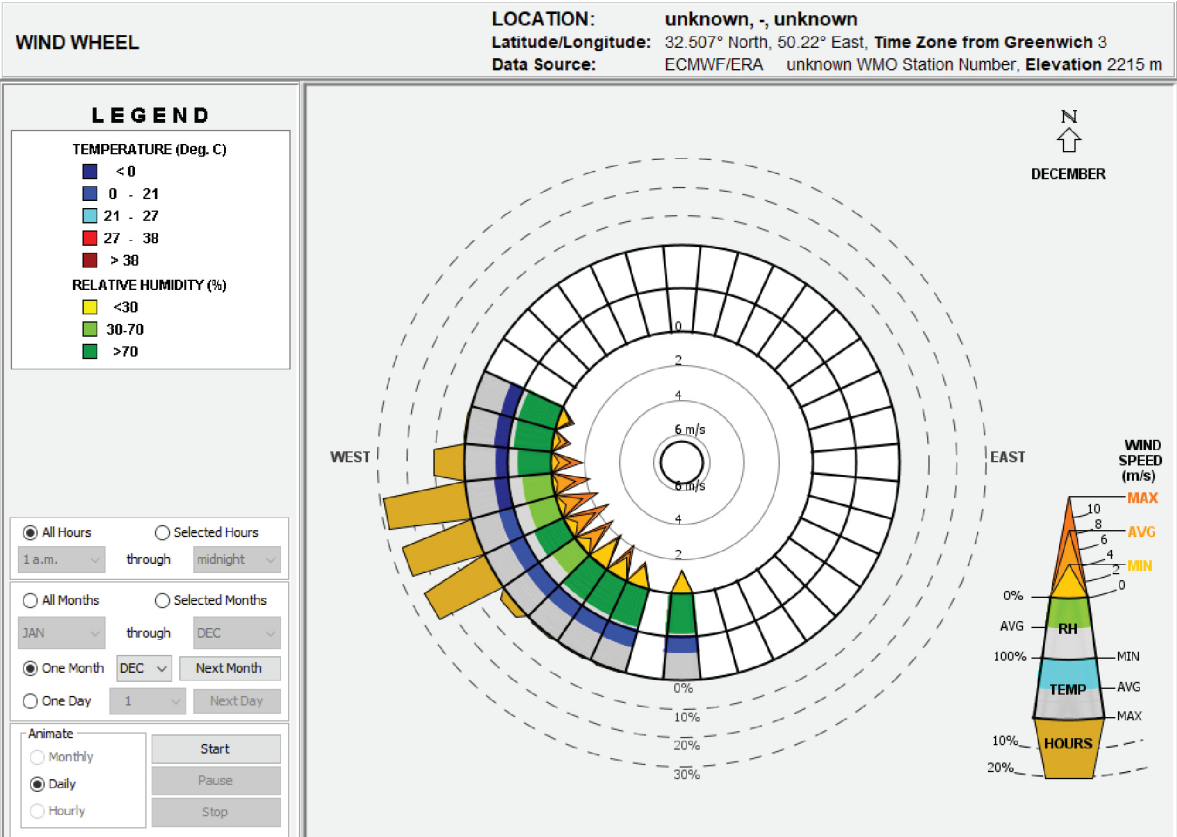 WIND WHEEL
LOCATION: unknown, -, unknown
Latitude/Longitude: 32.507° North, 50.22° East, Time Zone from Greenwich 3
Data Source: ECMWF/ERA unknown WMO Station Number, Elevation 2215 m
LEGEND
TEMPERATURE (Deg. C)
< 0
0 - 21
21 - 27
27 - 38
> 38
RELATIVE HUMIDITY (%)
<30
30-70
>70
All Hours Selected Hours
1 a.m. through midnight
All Months Selected Months
JAN through DEC
One Month DEC Next Month
One Day 1 Next Day
Animate
Monthly
Daily
Hourly
Start
Pause
Stop
N
DECEMBER
WEST
EAST
0
2
4
6 m/s
6 m/s
4
2
0%
10%
20%
30%
WIND
SPEED
(m/s)
MAX
10
8
AVG
6
4
MIN
2
0
0%
AVG RH
100% MIN
TEMP AVG
MAX
10% HOURS
20%